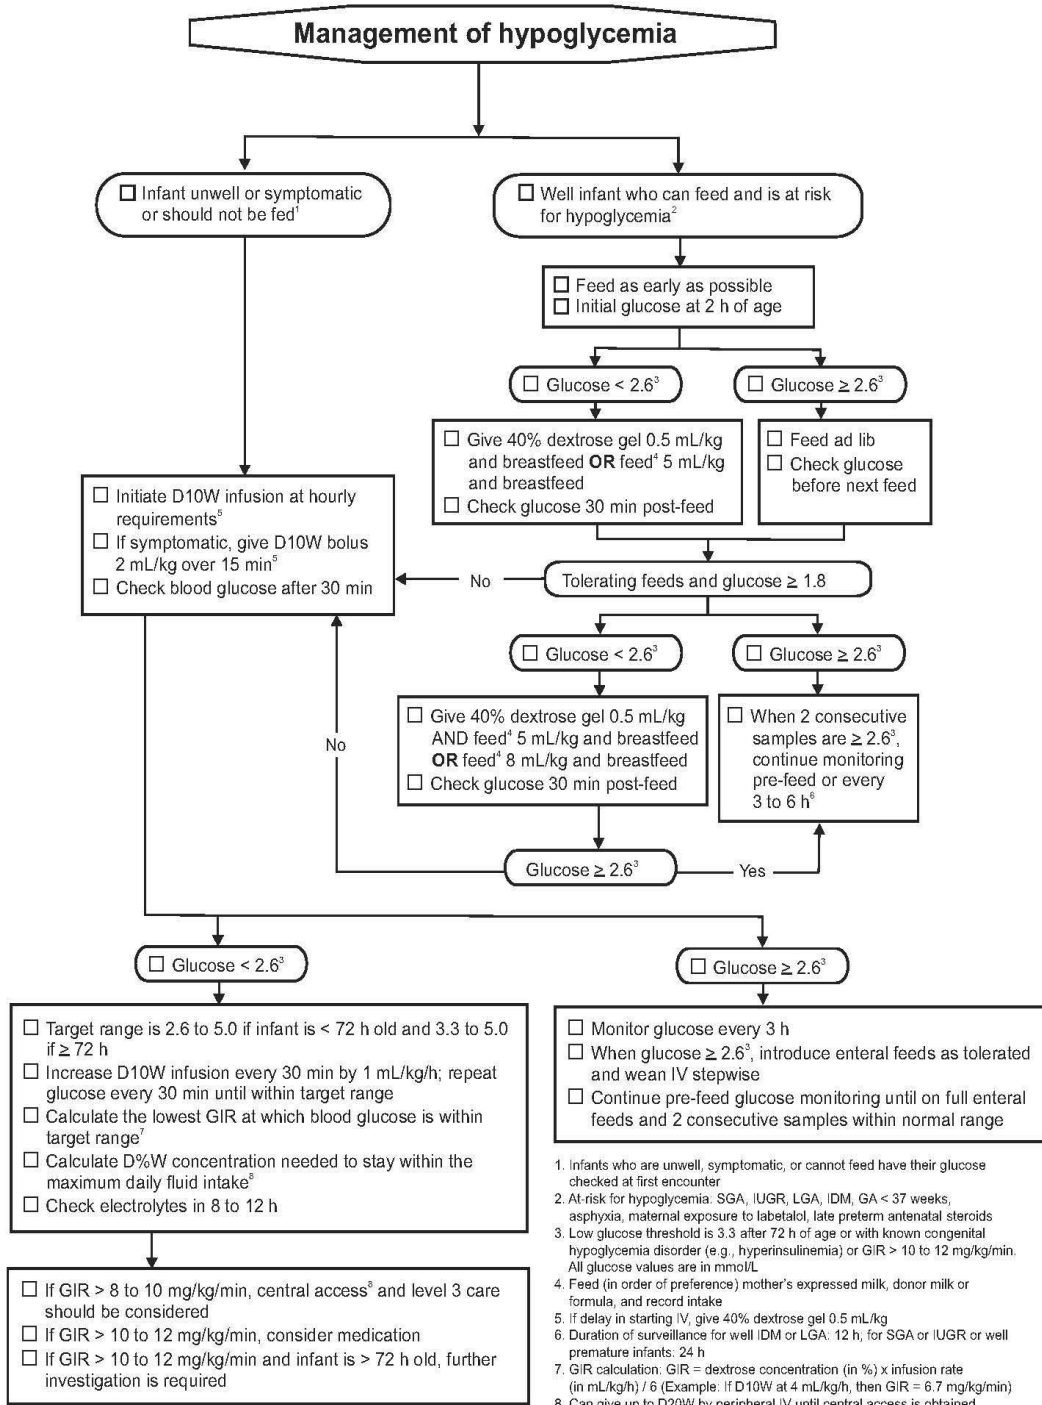 Management of hypoglycemia
☐ Infant unwell or symptomatic
or should not be fed¹
☐ Well infant who can feed and is at risk
for hypoglycemia²
☐ Feed as early as possible
☐ Initial glucose at 2 h of age
☐ Glucose < 2.6³
☐ Glucose ≥ 2.6³
☐ Give 40% dextrose gel 0.5 mL/kg
and breastfeed OR feed⁴ 5 mL/kg
and breastfeed
☐ Check glucose 30 min post-feed
☐ Feed ad lib
☐ Check glucose
before next feed
☐ Initiate D10W infusion at hourly
requirements⁵
☐ If symptomatic, give D10W bolus
2 mL/kg over 15 min⁵
☐ Check blood glucose after 30 min
No
Tolerating feeds and glucose ≥ 1.8
☐ Glucose < 2.6³
☐ Glucose ≥ 2.6³
☐ Give 40% dextrose gel 0.5 mL/kg
AND feed⁴ 5 mL/kg and breastfeed
OR feed⁴ 8 mL/kg and breastfeed
☐ Check glucose 30 min post-feed
☐ When 2 consecutive
samples are ≥ 2.6³,
continue monitoring
pre-feed or every
3 to 6 h⁶
No
Glucose ≥ 2.6³
Yes
☐ Glucose < 2.6³
☐ Glucose ≥ 2.6³
☐ Target range is 2.6 to 5.0 if infant is < 72 h old and 3.3 to 5.0
if ≥ 72 h
☐ Increase D10W infusion every 30 min by 1 mL/kg/h; repeat
glucose every 30 min until within target range
☐ Calculate the lowest GIR at which blood glucose is within
target range⁷
☐ Calculate D%W concentration needed to stay within the
maximum daily fluid intake⁸
☐ Check electrolytes in 8 to 12 h
☐ Monitor glucose every 3 h
☐ When glucose ≥ 2.6³, introduce enteral feeds as tolerated
and wean IV stepwise
☐ Continue pre-feed glucose monitoring until on full enteral
feeds and 2 consecutive samples within normal range
☐ If GIR > 8 to 10 mg/kg/min, central access⁸ and level 3 care
should be considered
☐ If GIR > 10 to 12 mg/kg/min, consider medication
☐ If GIR > 10 to 12 mg/kg/min and infant is > 72 h old, further
investigation is required
1. Infants who are unwell, symptomatic, or cannot feed have their glucose
checked at first encounter
2. At-risk for hypoglycemia: SGA, IUGR, LGA, IDM, GA < 37 weeks,
asphyxia, maternal exposure to labetalol, late preterm antenatal steroids
3. Low glucose threshold is 3.3 after 72 h of age or with known congenital
hypoglycemia disorder (e.g., hyperinsulinemia) or GIR > 10 to 12 mg/kg/min.
All glucose values are in mmol/L
4. Feed (in order of preference) mother's expressed milk, donor milk or
formula, and record intake
5. If delay in starting IV, give 40% dextrose gel 0.5 mL/kg
6. Duration of surveillance for well IDM or LGA: 12 h; for SGA or IUGR or well
premature infants: 24 h
7. GIR calculation: GIR = dextrose concentration (in %) x infusion rate
(in mL/kg/h) / 6 (Example: If D10W at 4 mL/kg/h, then GIR = 6.7 mg/kg/min)
8. Can give up to D20W by peripheral IV until central access is obtained